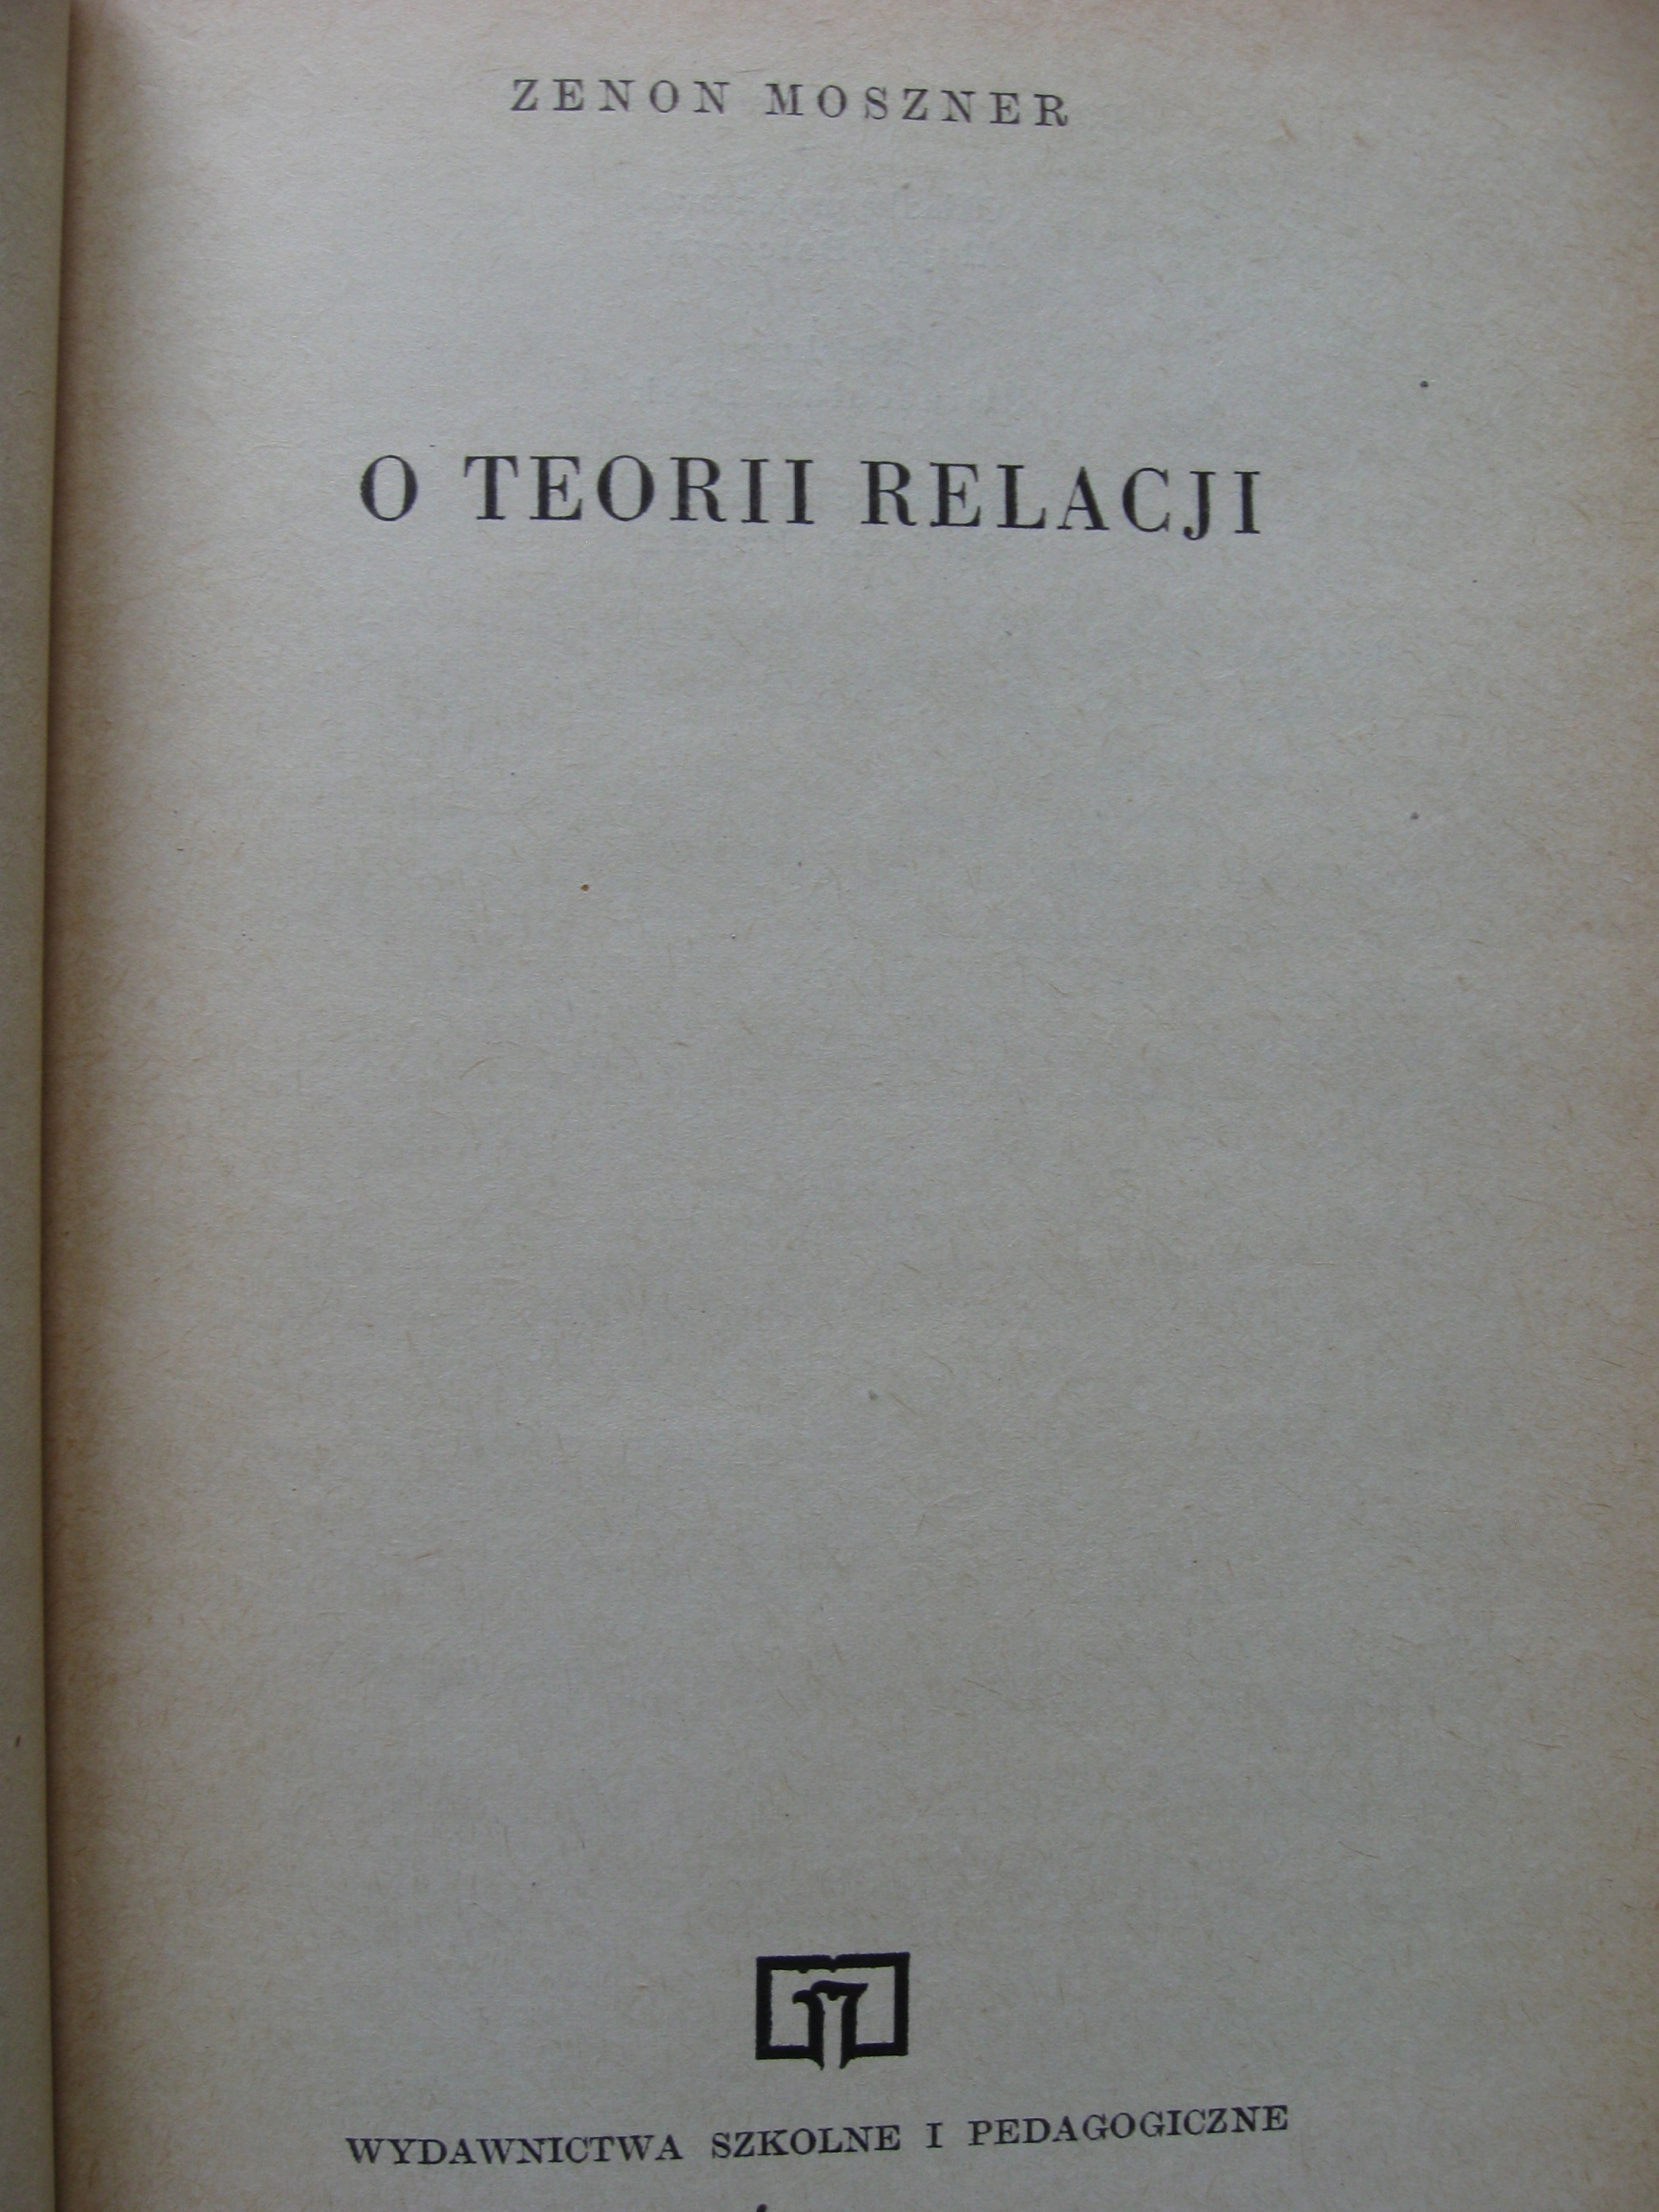 ZENON MOSZNER
O TEORII RELACJI
WYDAWNICTWA SZKOLNE I PEDAGOGICZNE